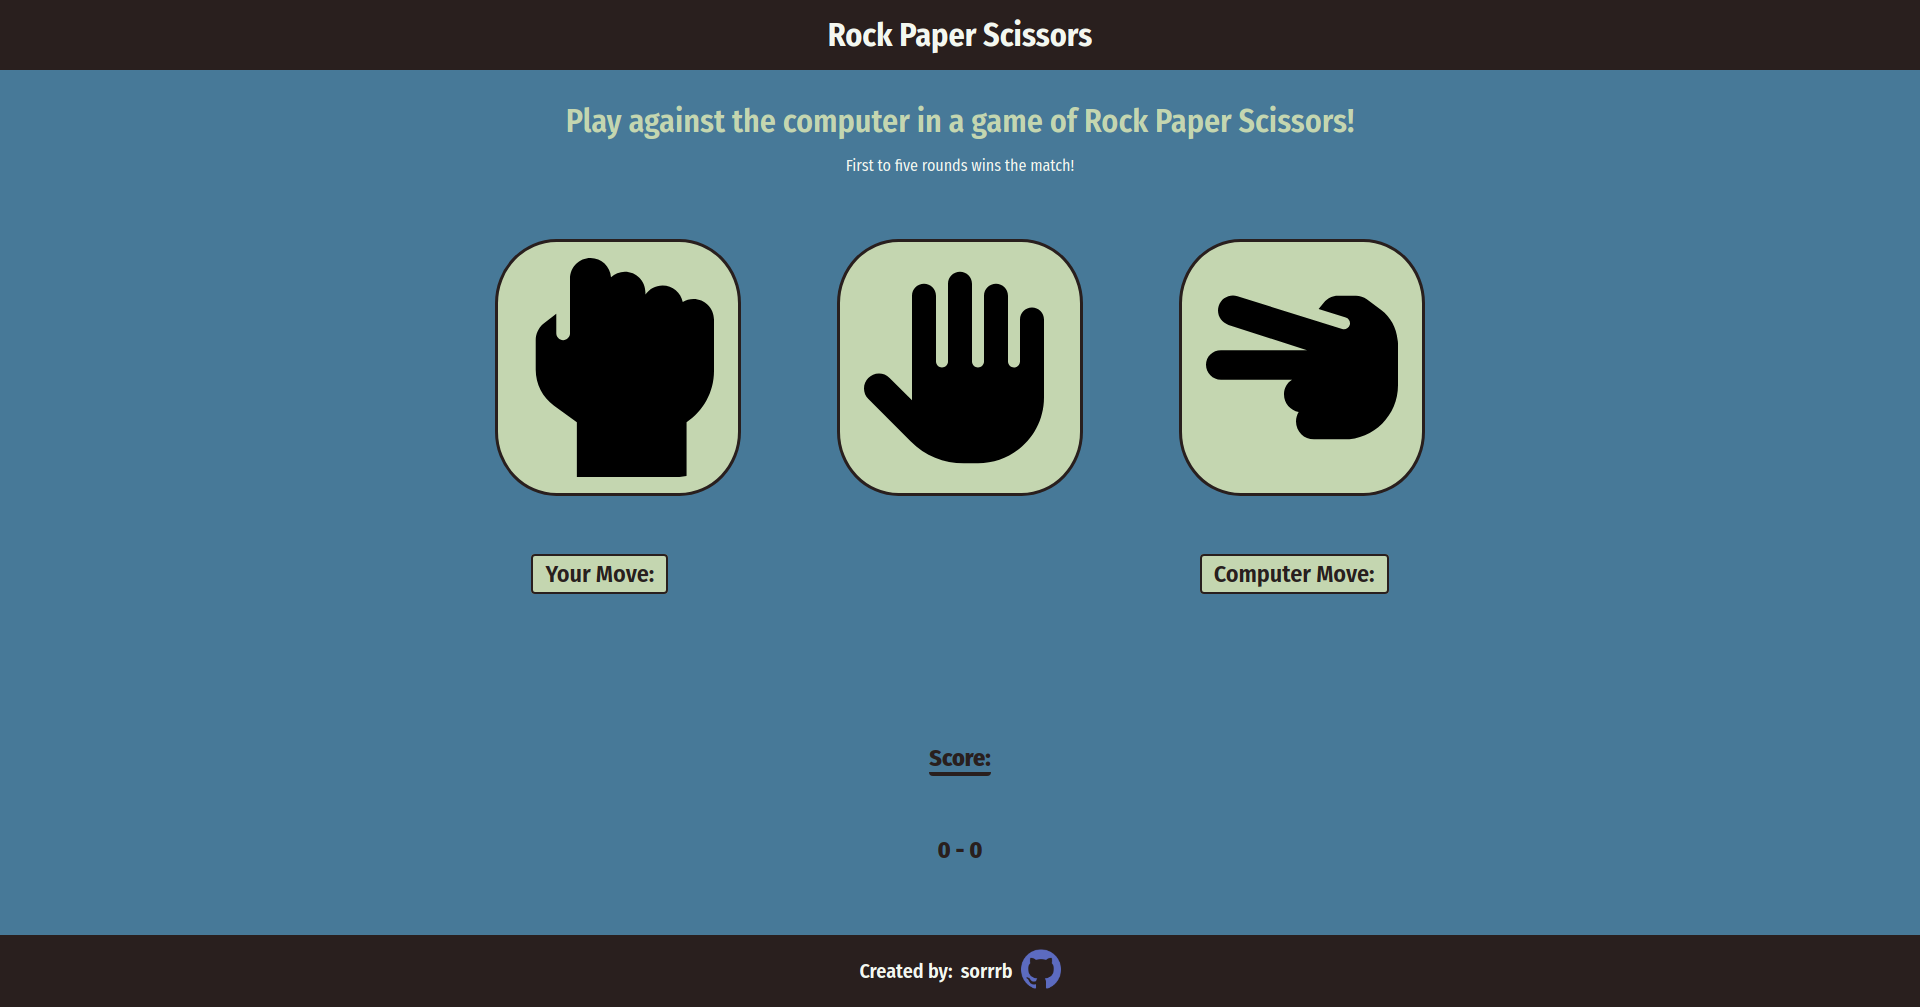 Rock Paper Scissors
Play against the computer in a game of Rock Paper Scissors!
First to five rounds wins the match!
Your Move:
Computer Move:
Score:
0 - 0
Created by: sorrrb